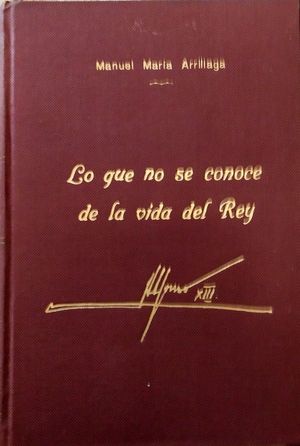 Manuel María Arrillaga
Lo que no se conoce
de la vida del Rey
Alfonso XIII